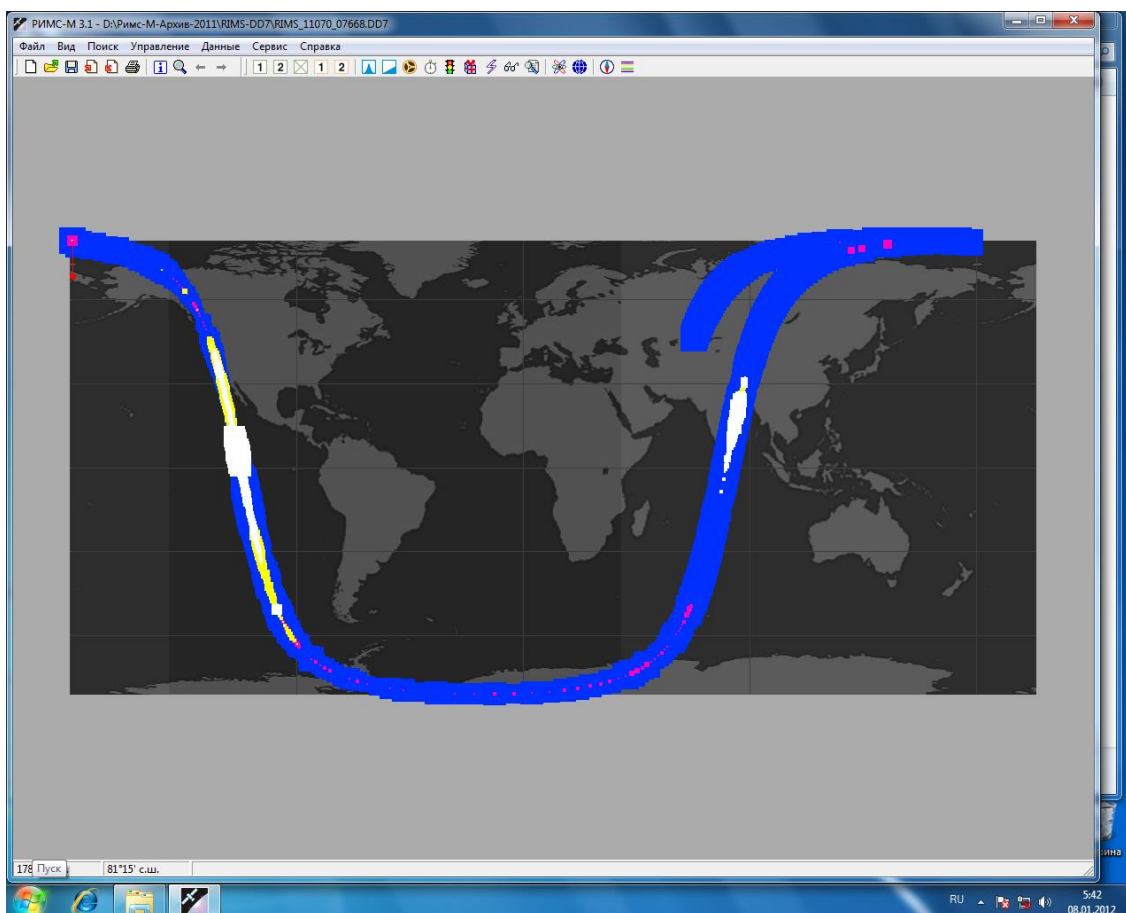 РИМС-М 3.1 - D:\Римс-М-Архив-2011\RIMS-DD7\RIMS_11070_07668.DD7
Файл Вид Поиск Управление Данные Сервис Справка
1 2 1 2
178 Пуск 81°15' с.ш.
RU 5:42
08.01.2012